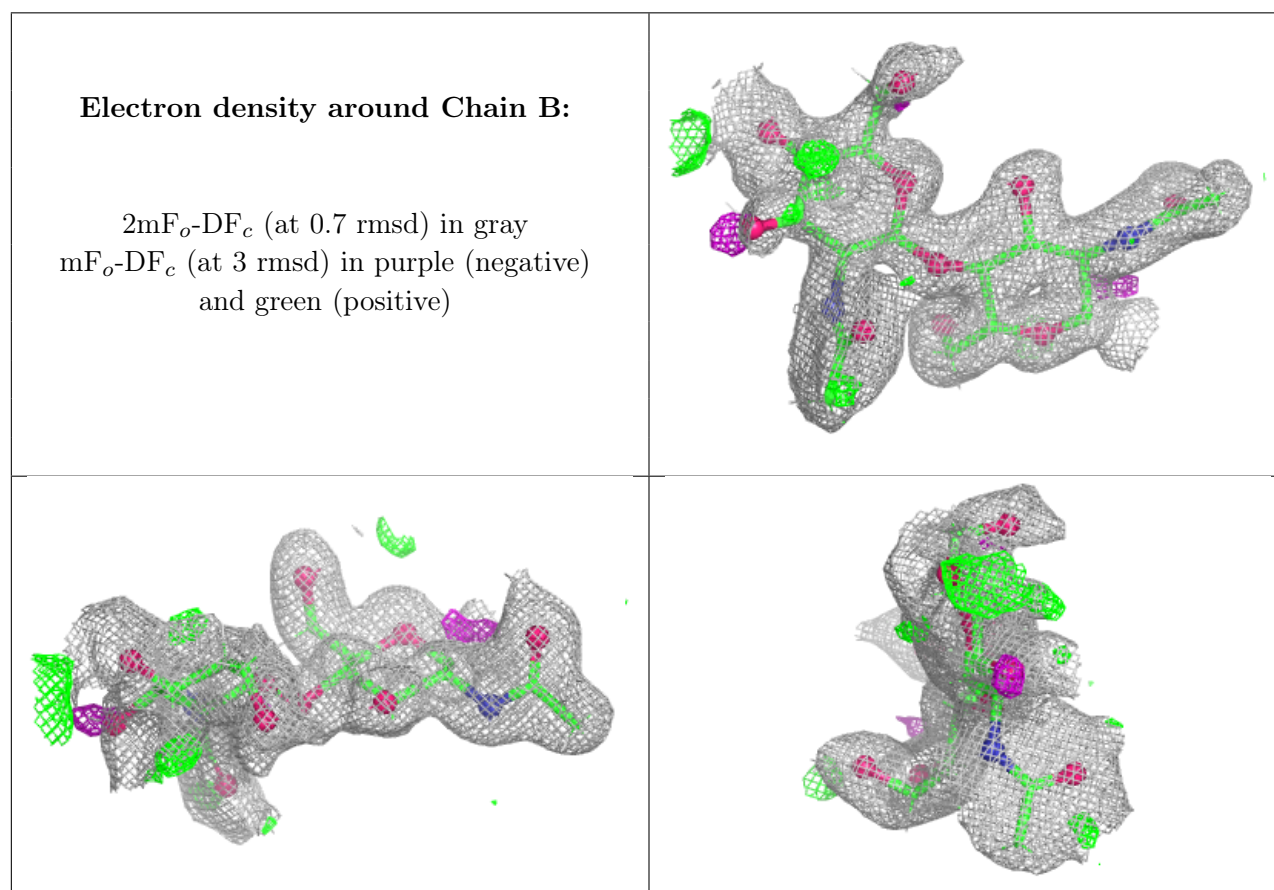 Electron density around Chain B:
2mFo-DFc (at 0.7 rmsd) in gray
mFo-DFc (at 3 rmsd) in purple (negative)
and green (positive)